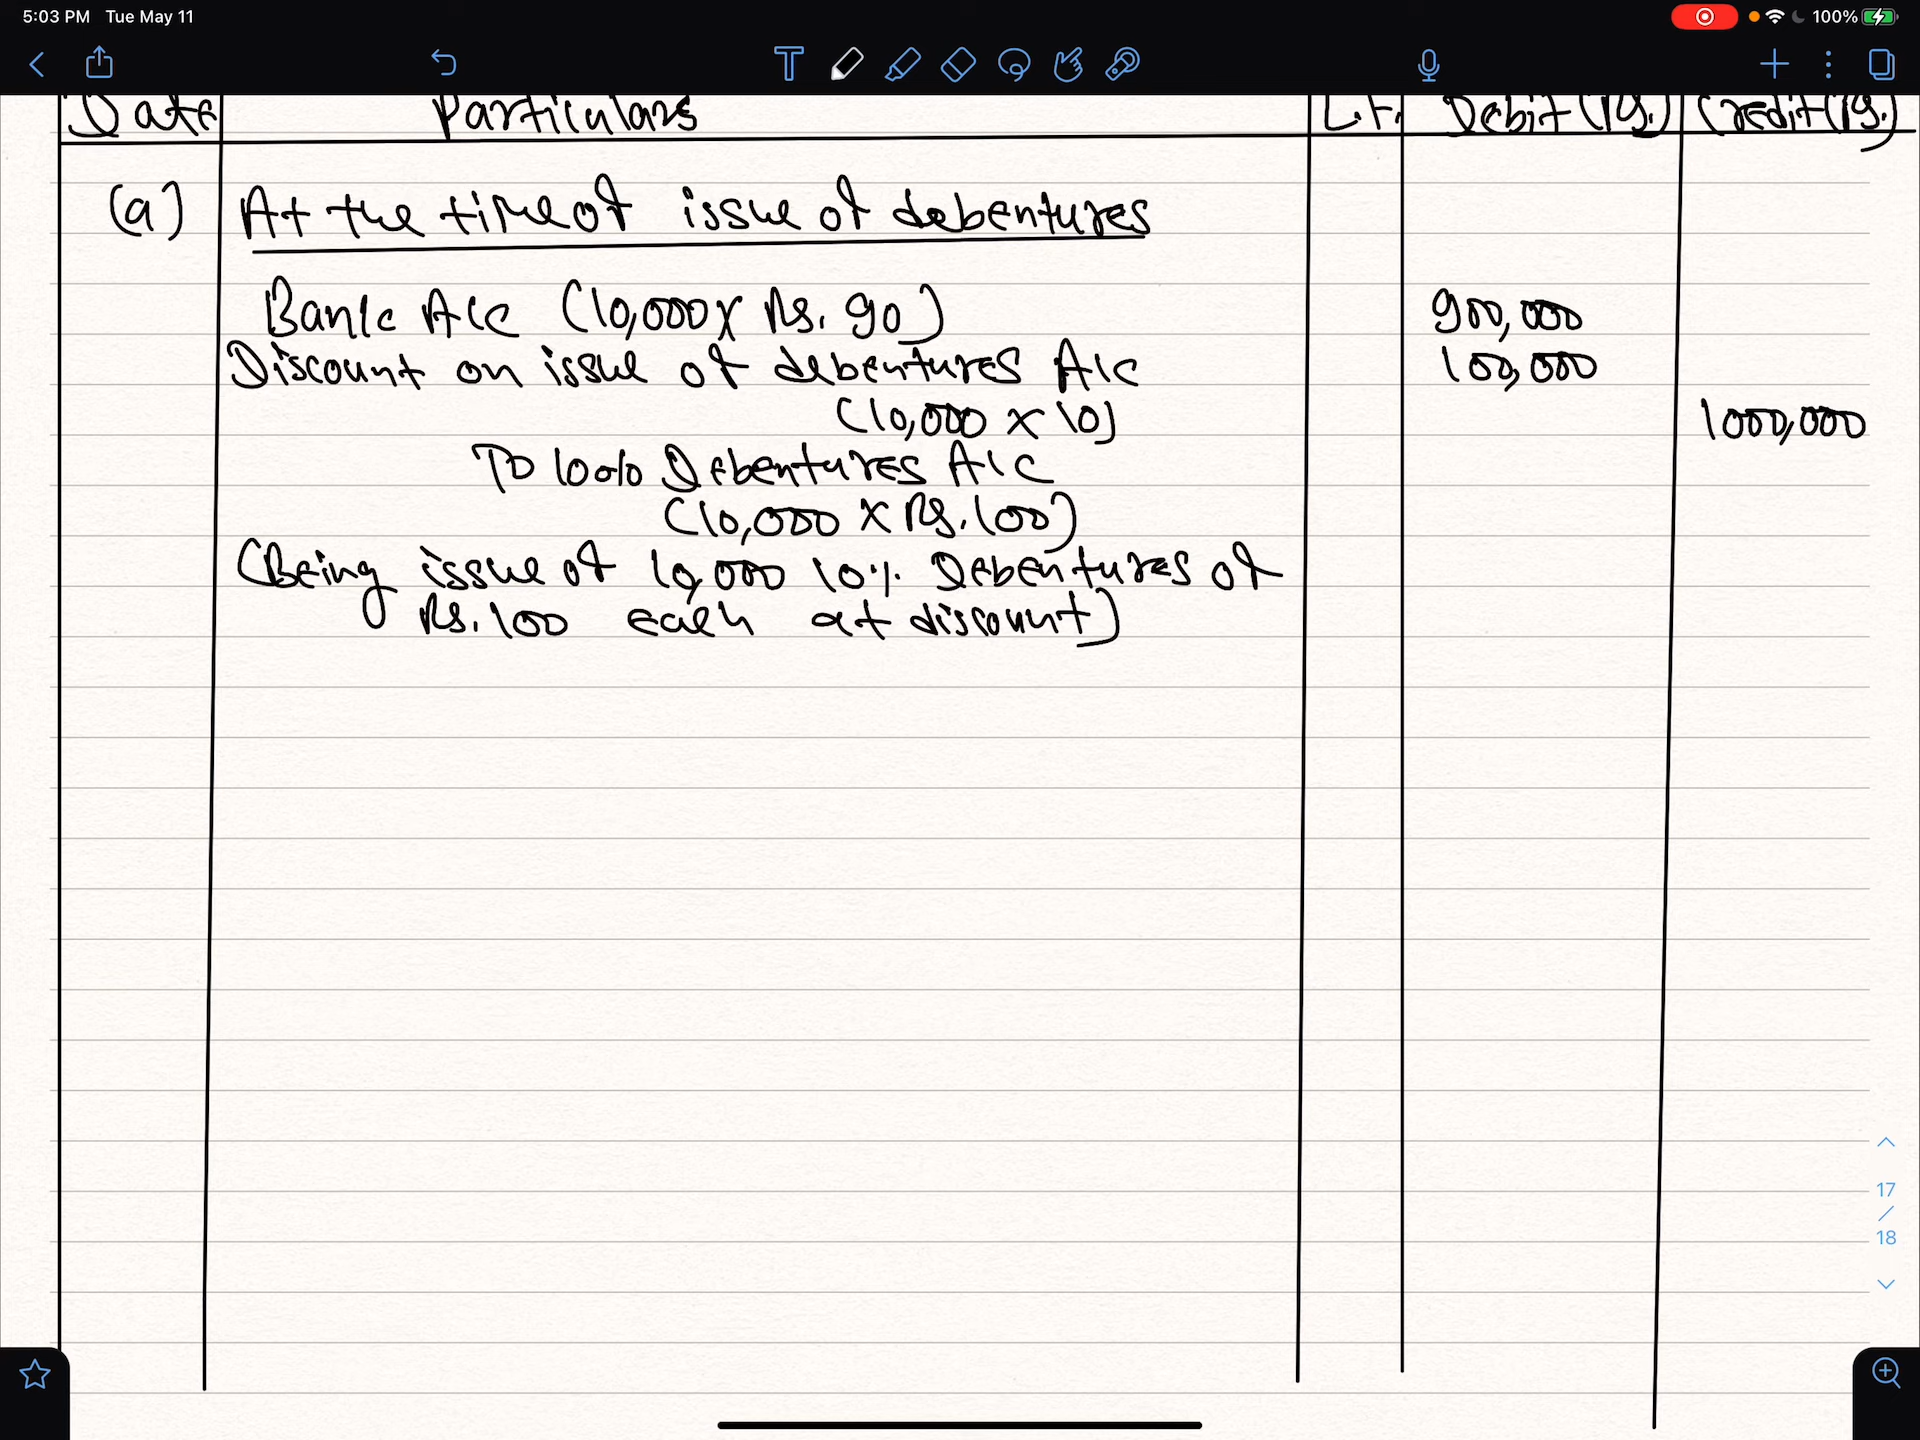 5:03 PM Tue May 11
100%
Date Particulars L.F. Debit (Rs.) Credit (Rs.)
(a) At the time of issue of debentures
Bank A/c (10,000 x Rs. 90) 900,000
Discount on issue of debentures A/c 100,000
(10,000 x 10) 1000,000
TO 10% Debentures A/c
(10,000 x Rs. 100)
(Being issue of 10,000 10% Debentures of
Rs. 100 each at discount)
17
/
18